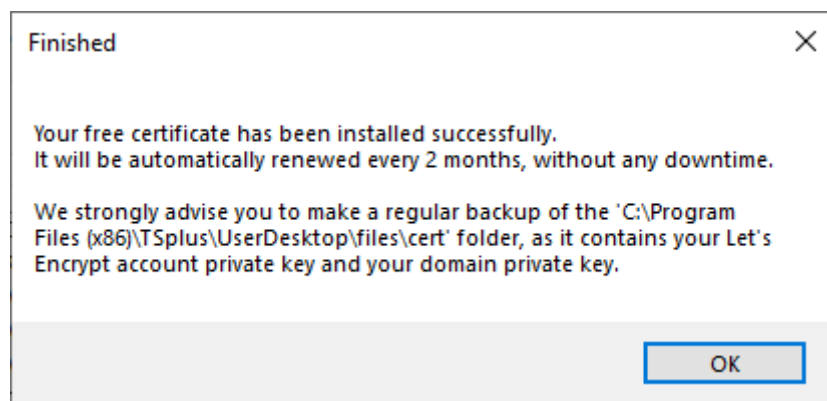 Finished
Your free certificate has been installed successfully.
It will be automatically renewed every 2 months, without any downtime.
We strongly advise you to make a regular backup of the 'C:\Program
Files (x86)\TSplus\UserDesktop\files\cert' folder, as it contains your Let's
Encrypt account private key and your domain private key.
OK